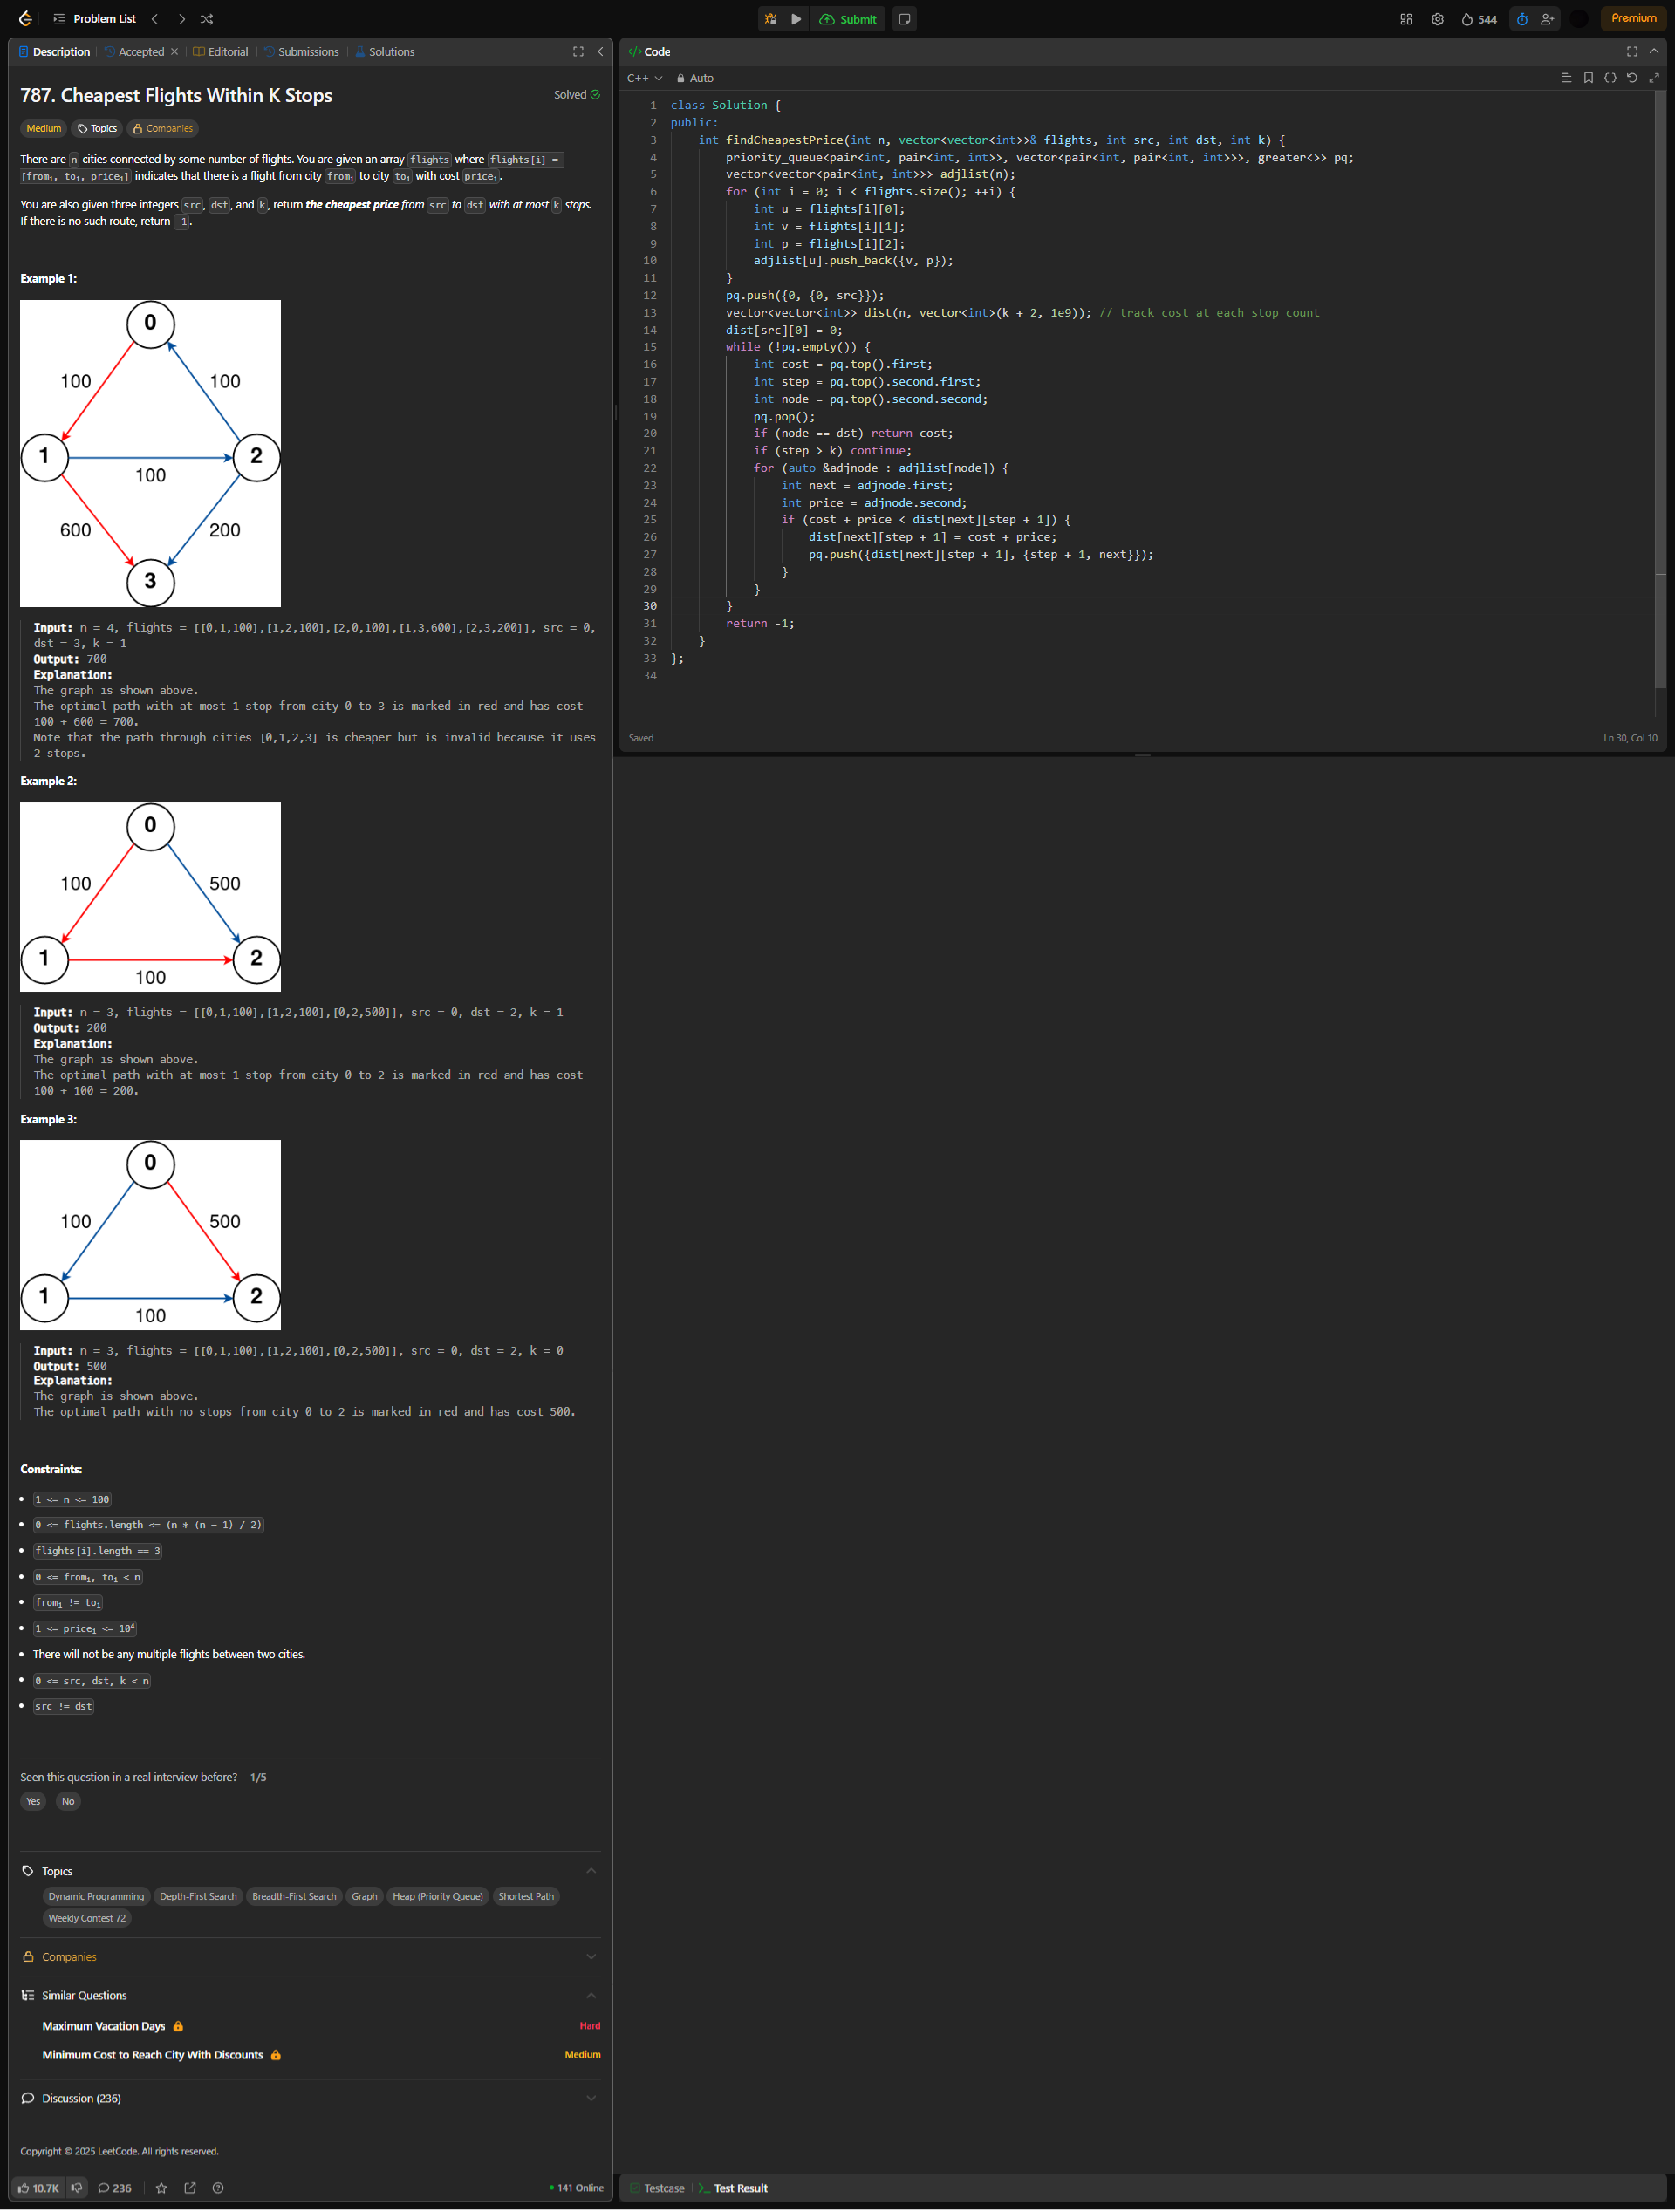 Problem List
Submit
544
Premium
Description
Accepted
Editorial
Submissions
Solutions
787. Cheapest Flights Within K Stops
Solved
Medium
Topics
Companies
There are n cities connected by some number of flights. You are given an array flights where flights[i] =
[fromᵢ, toᵢ, priceᵢ] indicates that there is a flight from city fromᵢ to city toᵢ with cost priceᵢ.
You are also given three integers src, dst, and k, return the cheapest price from src to dst with at most k stops.
If there is no such route, return -1.
Example 1:
0
100
100
1
2
100
600
200
3
Input: n = 4, flights = [[0,1,100],[1,2,100],[2,0,100],[1,3,600],[2,3,200]], src = 0,
dst = 3, k = 1
Output: 700
Explanation:
The graph is shown above.
The optimal path with at most 1 stop from city 0 to 3 is marked in red and has cost
100 + 600 = 700.
Note that the path through cities [0,1,2,3] is cheaper but is invalid because it uses
2 stops.
Example 2:
0
100
500
1
2
100
Input: n = 3, flights = [[0,1,100],[1,2,100],[0,2,500]], src = 0, dst = 2, k = 1
Output: 200
Explanation:
The graph is shown above.
The optimal path with at most 1 stop from city 0 to 2 is marked in red and has cost
100 + 100 = 200.
Example 3:
0
100
500
1
2
100
Input: n = 3, flights = [[0,1,100],[1,2,100],[0,2,500]], src = 0, dst = 2, k = 0
Output: 500
Explanation:
The graph is shown above.
The optimal path with no stops from city 0 to 2 is marked in red and has cost 500.
Constraints:
1 <= n <= 100
0 <= flights.length <= (n * (n - 1) / 2)
flights[i].length == 3
0 <= fromᵢ, toᵢ < n
fromᵢ != toᵢ
1 <= priceᵢ <= 10⁴
There will not be any multiple flights between two cities.
0 <= src, dst, k < n
src != dst
Seen this question in a real interview before? 1/5
Yes
No
Topics
Dynamic Programming
Depth-First Search
Breadth-First Search
Graph
Heap (Priority Queue)
Shortest Path
Weekly Contest 72
Companies
Similar Questions
Maximum Vacation Days
Hard
Minimum Cost to Reach City With Discounts
Medium
Discussion (236)
Copyright © 2025 LeetCode. All rights reserved.
10.7K
236
141 Online
</> Code
C++
Auto
1 class Solution {
2 public:
3     int findCheapestPrice(int n, vector<vector<int>>& flights, int src, int dst, int k) {
4         priority_queue<pair<int, pair<int, int>>, vector<pair<int, pair<int, int>>>, greater<>> pq;
5         vector<vector<pair<int, int>>> adjlist(n);
6         for (int i = 0; i < flights.size(); ++i) {
7             int u = flights[i][0];
8             int v = flights[i][1];
9             int p = flights[i][2];
10             adjlist[u].push_back({v, p});
11         }
12         pq.push({0, {0, src}});
13         vector<vector<int>> dist(n, vector<int>(k + 2, 1e9)); // track cost at each stop count
14         dist[src][0] = 0;
15         while (!pq.empty()) {
16             int cost = pq.top().first;
17             int step = pq.top().second.first;
18             int node = pq.top().second.second;
19             pq.pop();
20             if (node == dst) return cost;
21             if (step > k) continue;
22             for (auto &adjnode : adjlist[node]) {
23                 int next = adjnode.first;
24                 int price = adjnode.second;
25                 if (cost + price < dist[next][step + 1]) {
26                     dist[next][step + 1] = cost + price;
27                     pq.push({dist[next][step + 1], {step + 1, next}});
28                 }
29             }
30         }
31         return -1;
32     }
33 };
34
Saved
Ln 30, Col 10
Testcase
Test Result